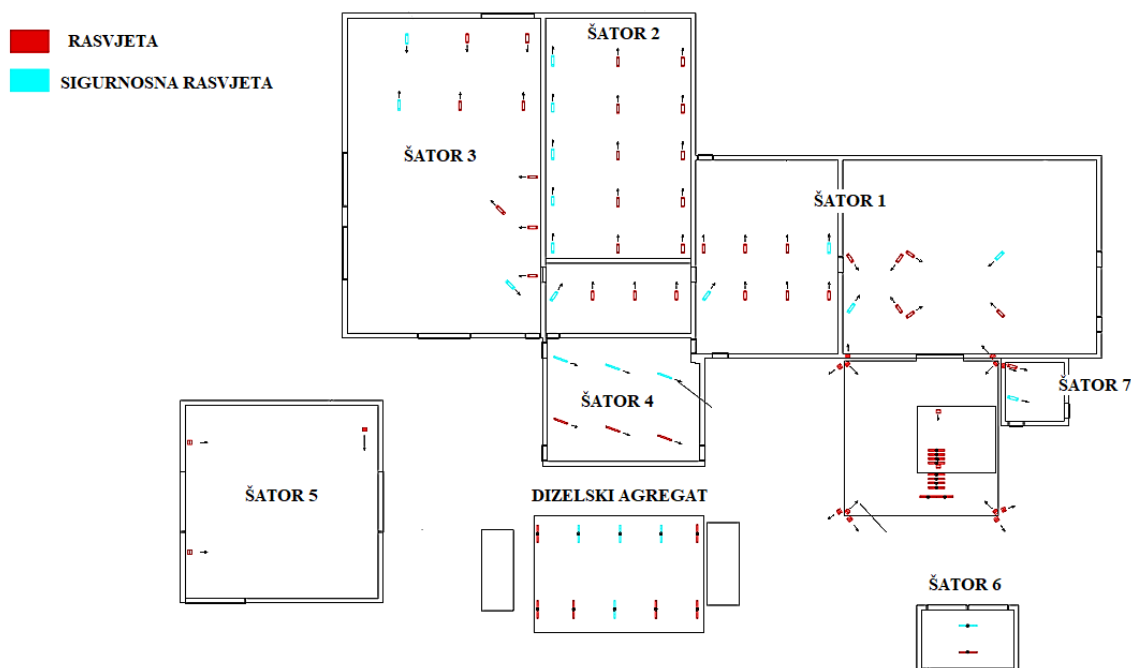 RASVJETA
SIGURNOSNA RASVJETA
ŠATOR 2
ŠATOR 3
ŠATOR 1
ŠATOR 4
ŠATOR 7
ŠATOR 5
DIZELSKI AGREGAT
ŠATOR 6